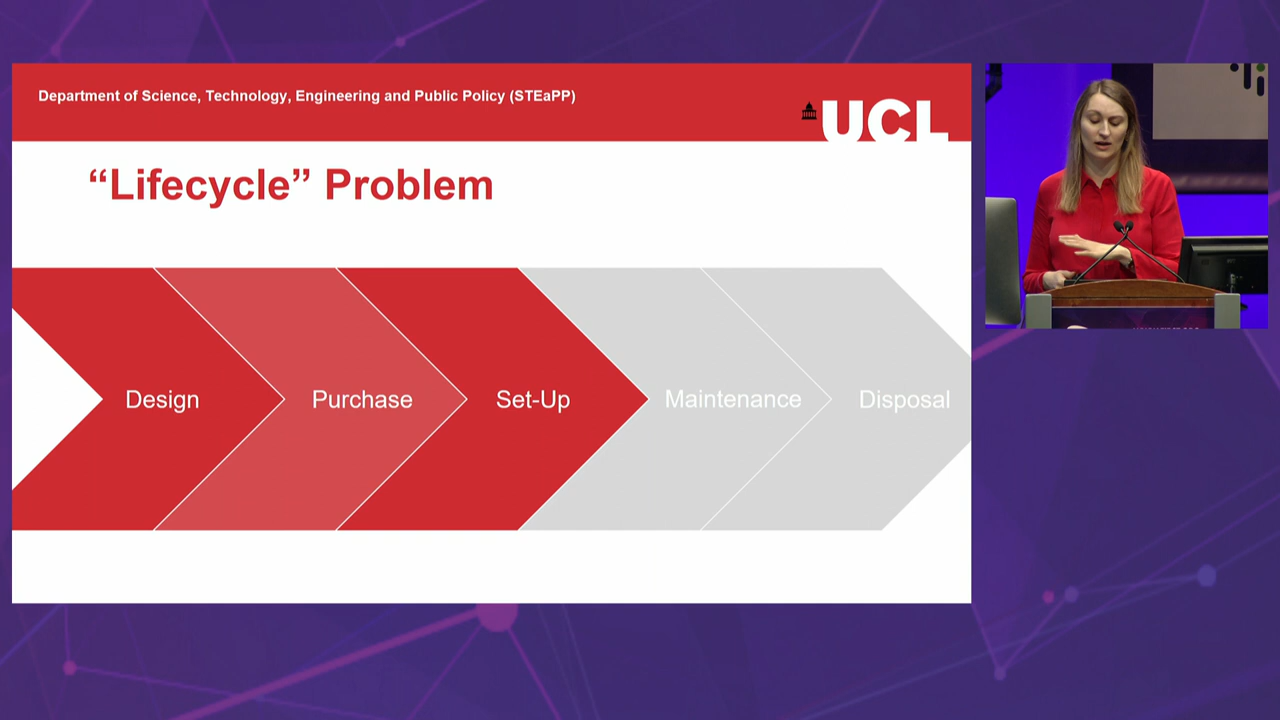 Department of Science, Technology, Engineering and Public Policy (STEaPP)
UCL
“Lifecycle” Problem
Design
Purchase
Set-Up
Maintenance
Disposal